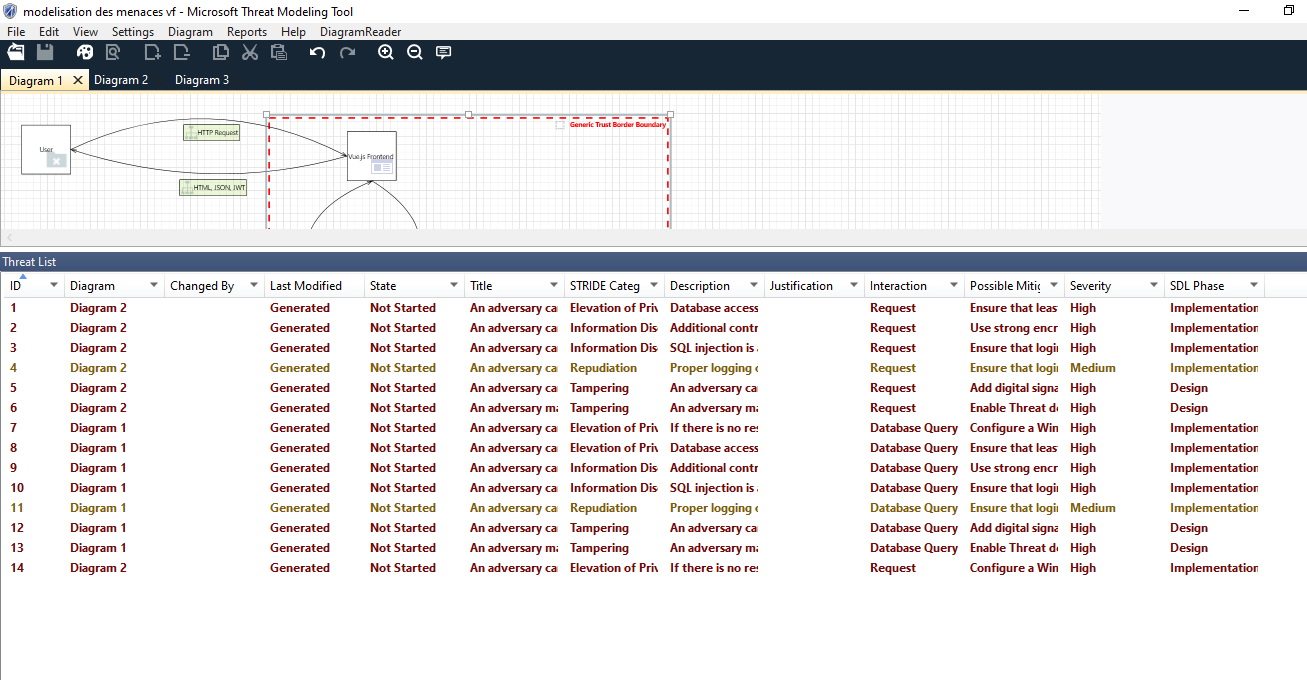 modelisation des menaces vf - Microsoft Threat Modeling Tool
File Edit View Settings Diagram Reports Help DiagramReader
Diagram 1 Diagram 2 Diagram 3
HTTP Request
Generic Trust Border Boundary
User
Vue.js Frontend
HTML, JSON, JWT
Threat List
ID Diagram Changed By Last Modified State Title STRIDE Categ Description Justification Interaction Possible Mitig Severity SDL Phase
1 Diagram 2 Generated Not Started An adversary ca Elevation of Priv Database access Request Ensure that leas High Implementation
2 Diagram 2 Generated Not Started An adversary ca Information Dis Additional contr Request Use strong encr High Implementation
3 Diagram 2 Generated Not Started An adversary ca Information Dis SQL injection is a Request Ensure that logi High Implementation
4 Diagram 2 Generated Not Started An adversary ca Repudiation Proper logging o Request Ensure that logi Medium Implementation
5 Diagram 2 Generated Not Started An adversary ca Tampering An adversary ca Request Add digital signa High Design
6 Diagram 2 Generated Not Started An adversary ma Tampering An adversary ma Request Enable Threat de High Design
7 Diagram 1 Generated Not Started An adversary ca Elevation of Priv If there is no res Database Query Configure a Win High Implementation
8 Diagram 1 Generated Not Started An adversary ca Elevation of Priv Database access Database Query Ensure that leas High Implementation
9 Diagram 1 Generated Not Started An adversary ca Information Dis Additional contr Database Query Use strong encr High Implementation
10 Diagram 1 Generated Not Started An adversary ca Information Dis SQL injection is a Database Query Ensure that logi High Implementation
11 Diagram 1 Generated Not Started An adversary ca Repudiation Proper logging o Database Query Ensure that logi Medium Implementation
12 Diagram 1 Generated Not Started An adversary ca Tampering An adversary ca Database Query Add digital signa High Design
13 Diagram 1 Generated Not Started An adversary ma Tampering An adversary ma Database Query Enable Threat de High Design
14 Diagram 2 Generated Not Started An adversary ca Elevation of Priv If there is no res Request Configure a Win High Implementation